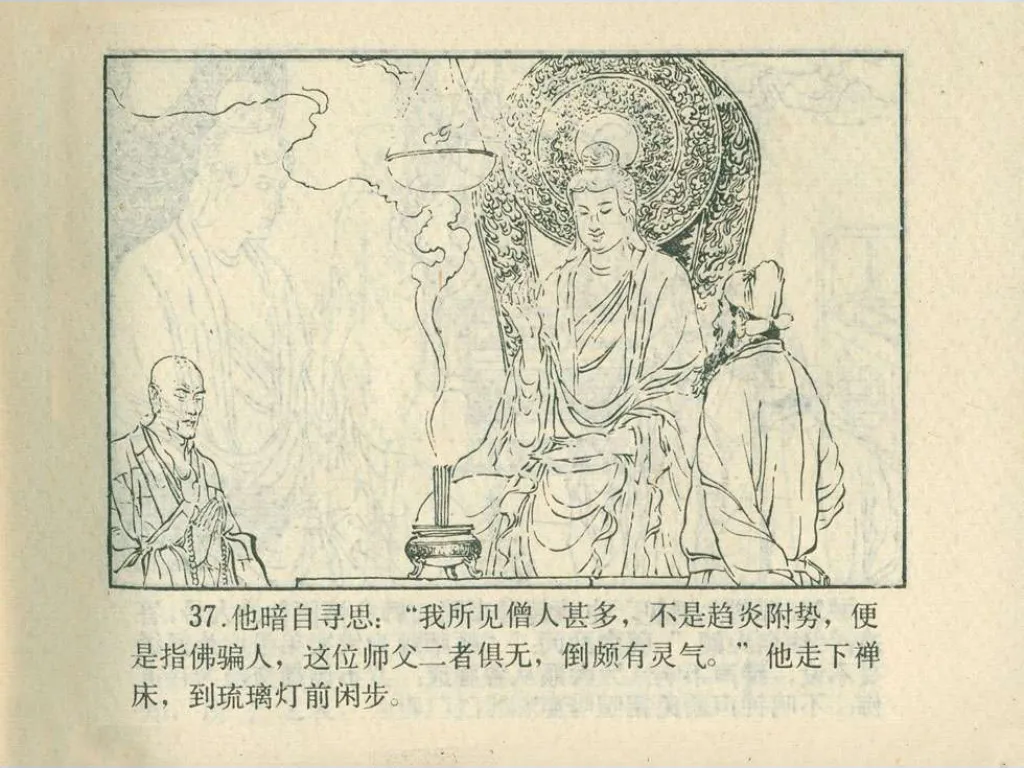 37.他暗自寻思：“我所见僧人甚多，不是趋炎附势，便
是指佛骗人，这位师父二者俱无，倒颇有灵气。”他走下禅
床，到琉璃灯前闲步。